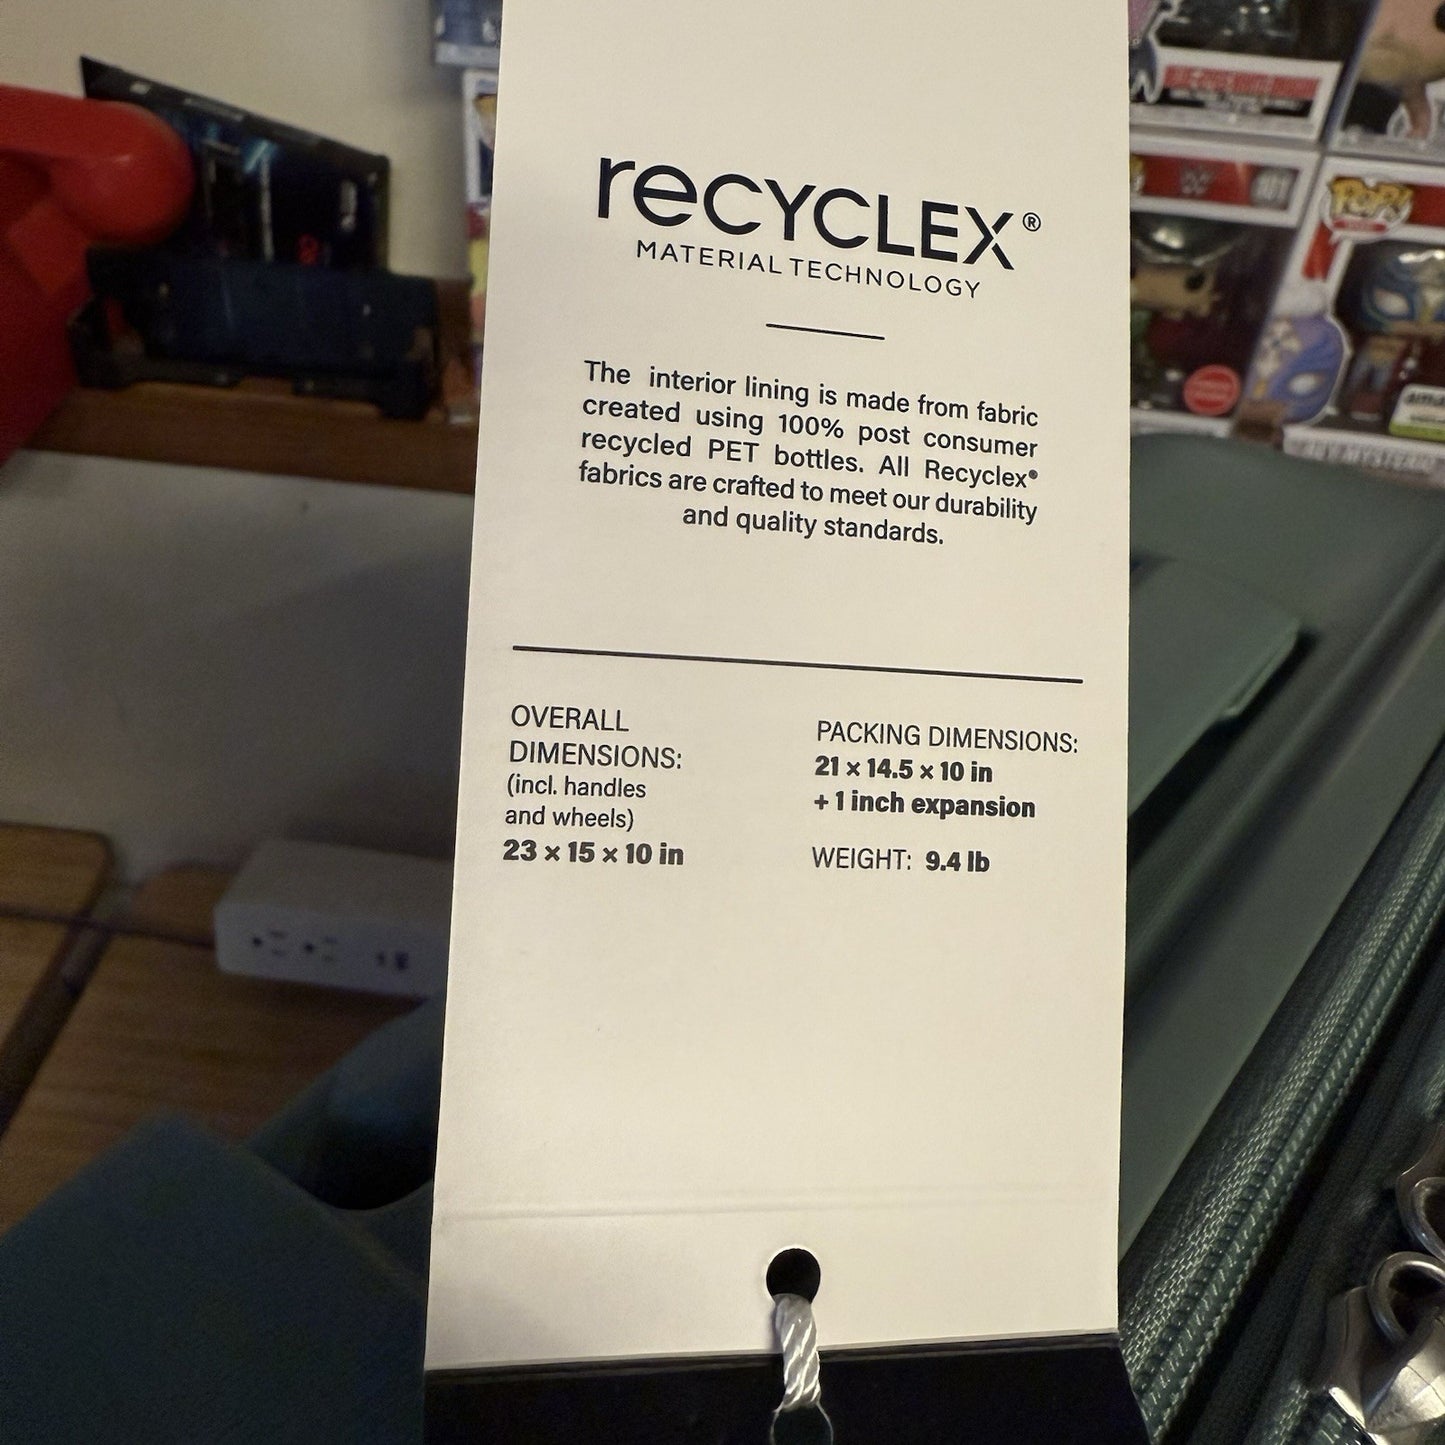 recyclex®
MATERIAL TECHNOLOGY
The interior lining is made from fabric
created using 100% post consumer
recycled PET bottles. All Recyclex®
fabrics are crafted to meet our durability
and quality standards.
OVERALL
DIMENSIONS:
(incl. handles
and wheels)
23 x 15 x 10 in
PACKING DIMENSIONS:
21 x 14.5 x 10 in
+ 1 inch expansion
WEIGHT: 9.4 lb
POP!